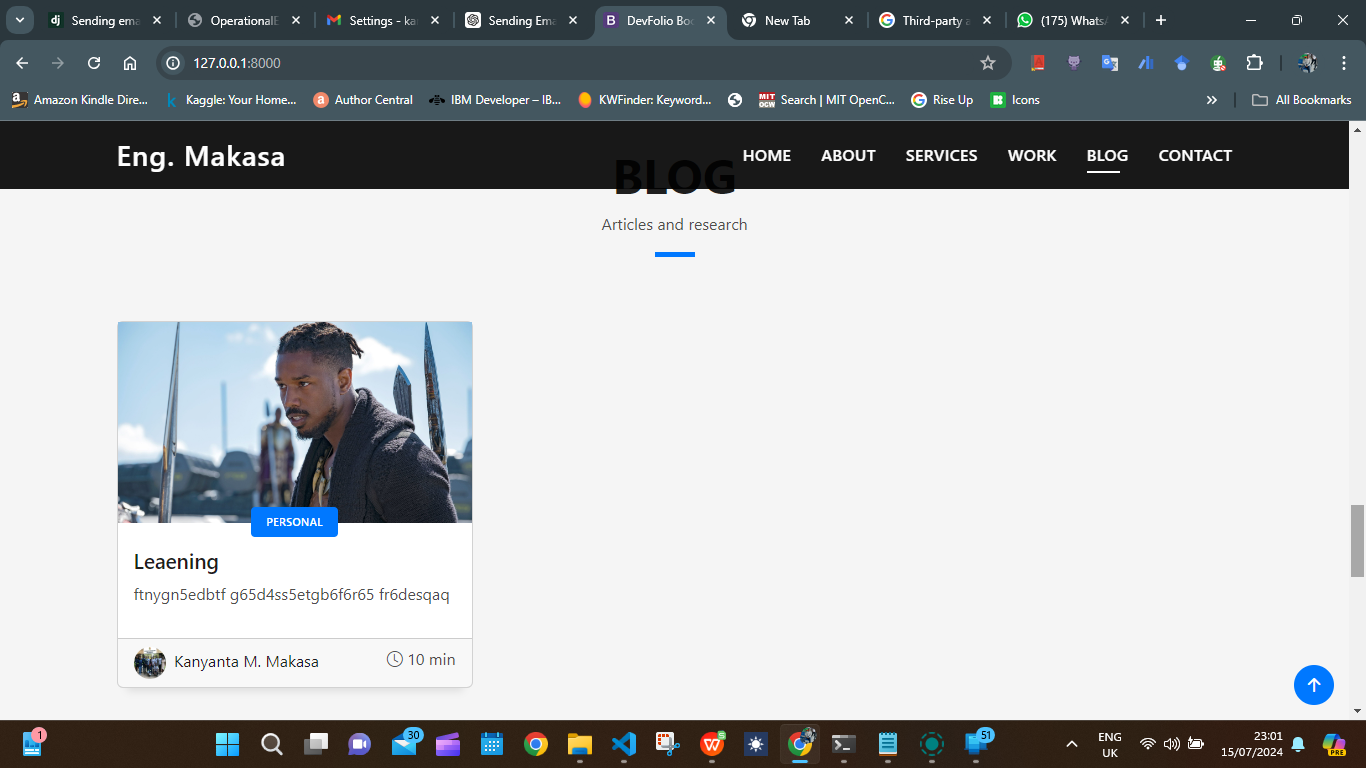 Sending ema
OperationalE
Settings - ka
Sending Ema
DevFolio Boo
New Tab
Third-party a
(175) WhatsA
127.0.0.1:8000
Amazon Kindle Dire...
Kaggle: Your Home...
Author Central
IBM Developer – IB...
KWFinder: Keyword...
MIT OCW Search | MIT OpenC...
Rise Up
Icons
All Bookmarks
Eng. Makasa
HOME
ABOUT
SERVICES
WORK
BLOG
CONTACT
BLOG
Articles and research
PERSONAL
Leaening
ftnygn5edbtf g65d4ss5etgb6f6r65 fr6desqaq
Kanyanta M. Makasa
10 min
1
30
51
ENG
UK
23:01
15/07/2024
PRE